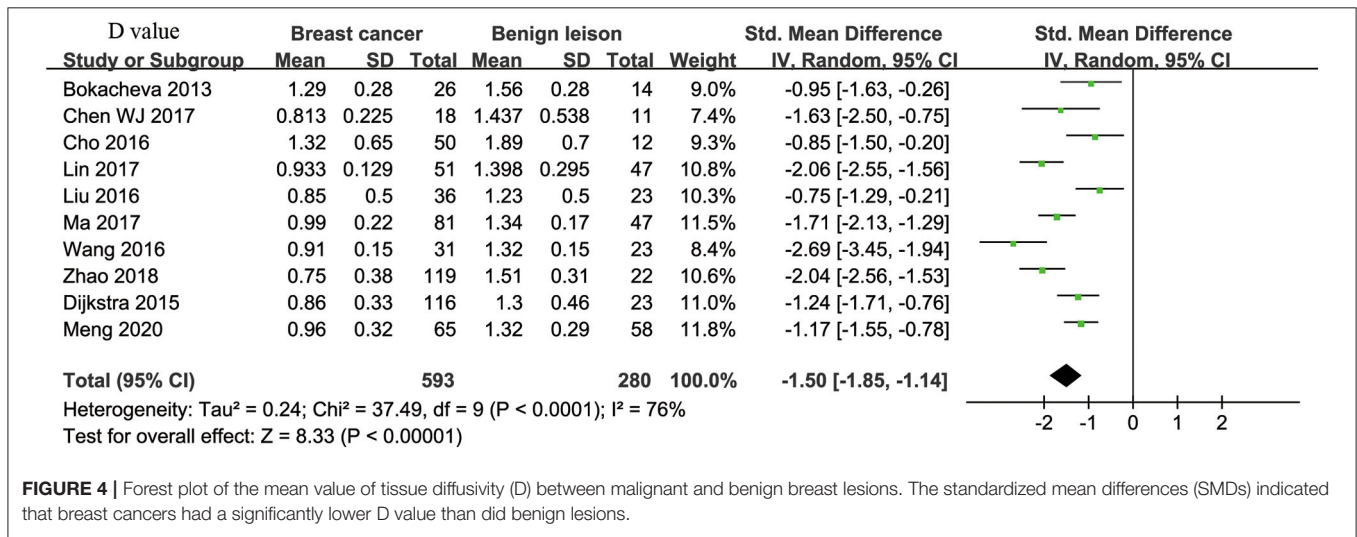 D value Breast cancer Benign leison Std. Mean Difference Std. Mean Difference
Study or Subgroup Mean SD Total Mean SD Total Weight IV, Random, 95% CI IV, Random, 95% CI
Bokacheva 2013 1.29 0.28 26 1.56 0.28 14 9.0% -0.95 [-1.63, -0.26]
Chen WJ 2017 0.813 0.225 18 1.437 0.538 11 7.4% -1.63 [-2.50, -0.75]
Cho 2016 1.32 0.65 50 1.89 0.7 12 9.3% -0.85 [-1.50, -0.20]
Lin 2017 0.933 0.129 51 1.398 0.295 47 10.8% -2.06 [-2.55, -1.56]
Liu 2016 0.85 0.5 36 1.23 0.5 23 10.3% -0.75 [-1.29, -0.21]
Ma 2017 0.99 0.22 81 1.34 0.17 47 11.5% -1.71 [-2.13, -1.29]
Wang 2016 0.91 0.15 31 1.32 0.15 23 8.4% -2.69 [-3.45, -1.94]
Zhao 2018 0.75 0.38 119 1.51 0.31 22 10.6% -2.04 [-2.56, -1.53]
Dijkstra 2015 0.86 0.33 116 1.3 0.46 23 11.0% -1.24 [-1.71, -0.76]
Meng 2020 0.96 0.32 65 1.32 0.29 58 11.8% -1.17 [-1.55, -0.78]
Total (95% CI) 593 280 100.0% -1.50 [-1.85, -1.14]
Heterogeneity: Tau² = 0.24; Chi² = 37.49, df = 9 (P < 0.0001); I² = 76%
-2 -1 0 1 2
Test for overall effect: Z = 8.33 (P < 0.00001)
FIGURE 4 | Forest plot of the mean value of tissue diffusivity (D) between malignant and benign breast lesions. The standardized mean differences (SMDs) indicated
that breast cancers had a significantly lower D value than did benign lesions.